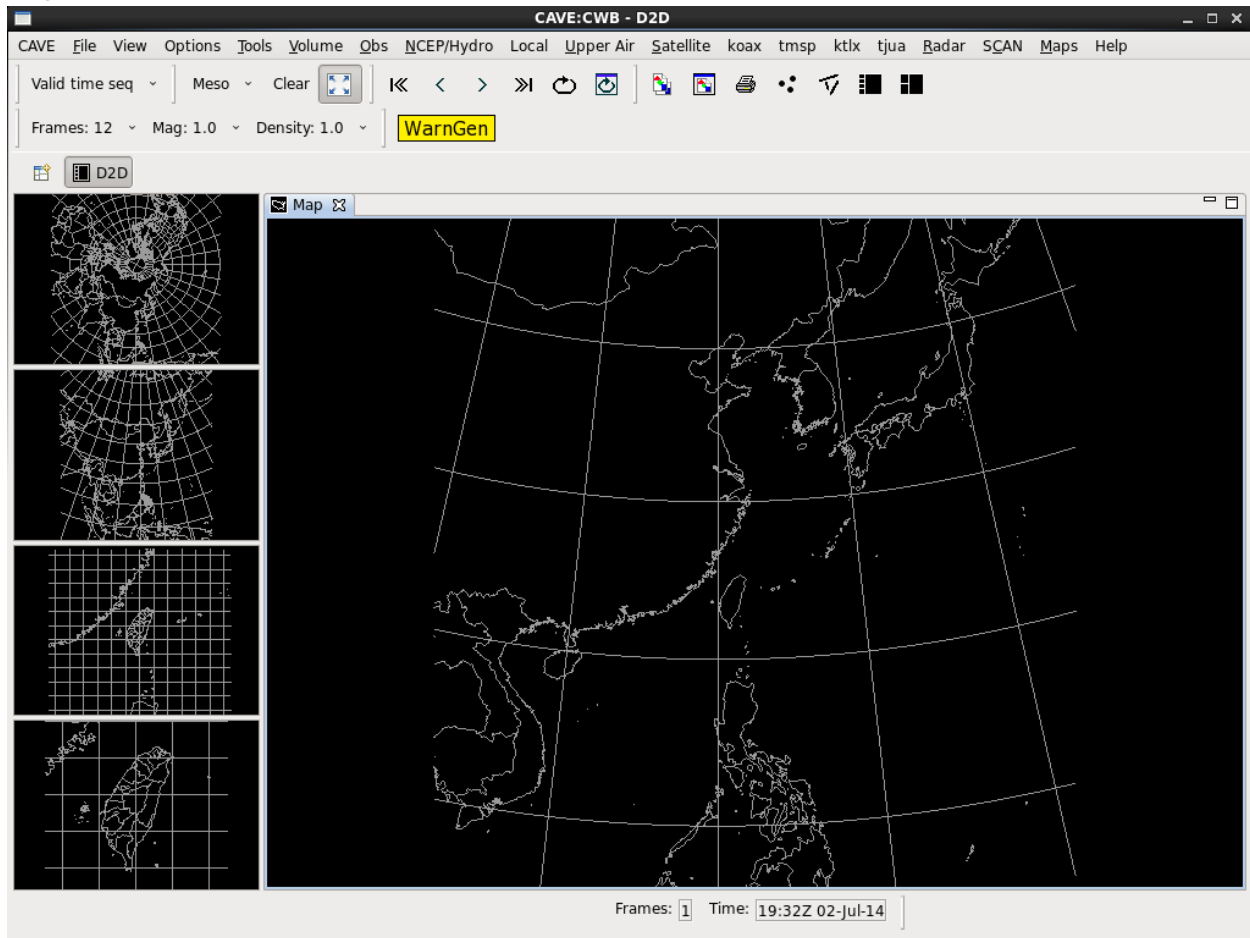 CAVE:CWB - D2D
CAVE File View Options Tools Volume Obs NCEP/Hydro Local Upper Air Satellite koax tmsp ktlx tjua Radar SCAN Maps Help
Valid time seq Meso Clear
Frames: 12 Mag: 1.0 Density: 1.0 WarnGen
D2D
Map
Frames: 1 Time: 19:32Z 02-Jul-14